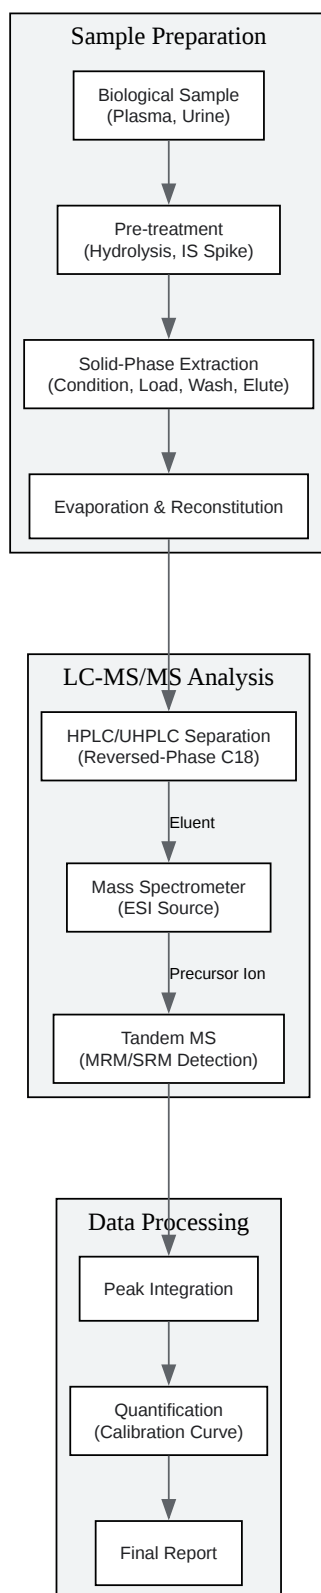 Sample Preparation
Biological Sample
(Plasma, Urine)
Pre-treatment
(Hydrolysis, IS Spike)
Solid-Phase Extraction
(Condition, Load, Wash, Elute)
Evaporation & Reconstitution
LC-MS/MS Analysis
HPLC/UHPLC Separation
(Reversed-Phase C18)
Eluent
Mass Spectrometer
(ESI Source)
Precursor Ion
Tandem MS
(MRM/SRM Detection)
Data Processing
Peak Integration
Quantification
(Calibration Curve)
Final Report